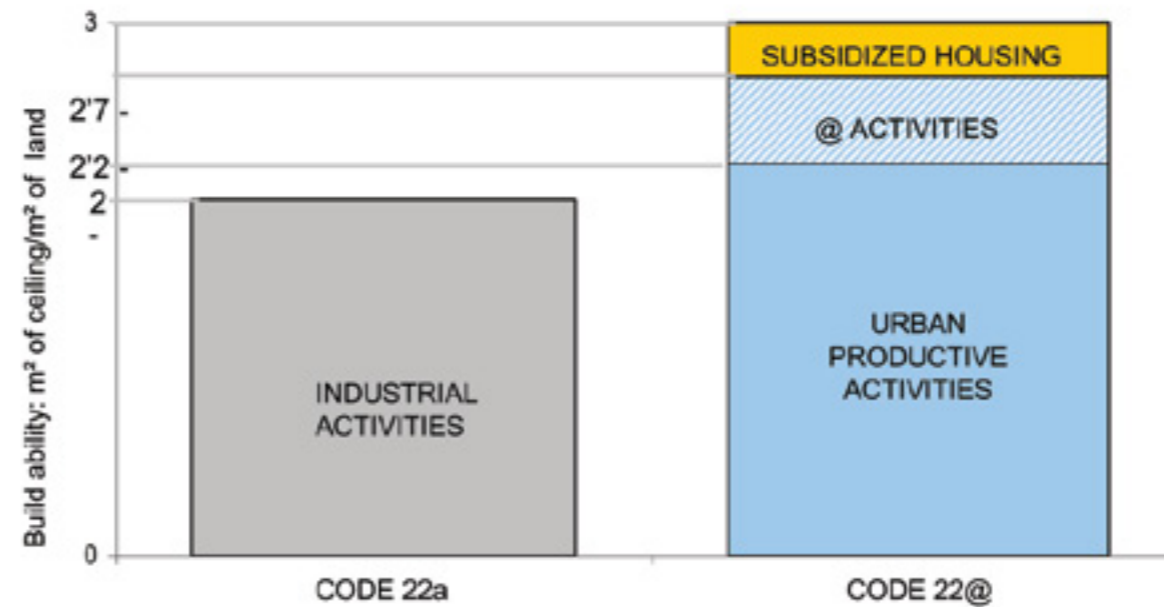 Build ability: m² of ceiling/m² of land
3
2'7 -
2'2 -
2
-
0
SUBSIDIZED HOUSING
@ ACTIVITIES
URBAN
PRODUCTIVE
ACTIVITIES
INDUSTRIAL
ACTIVITIES
CODE 22a
CODE 22@